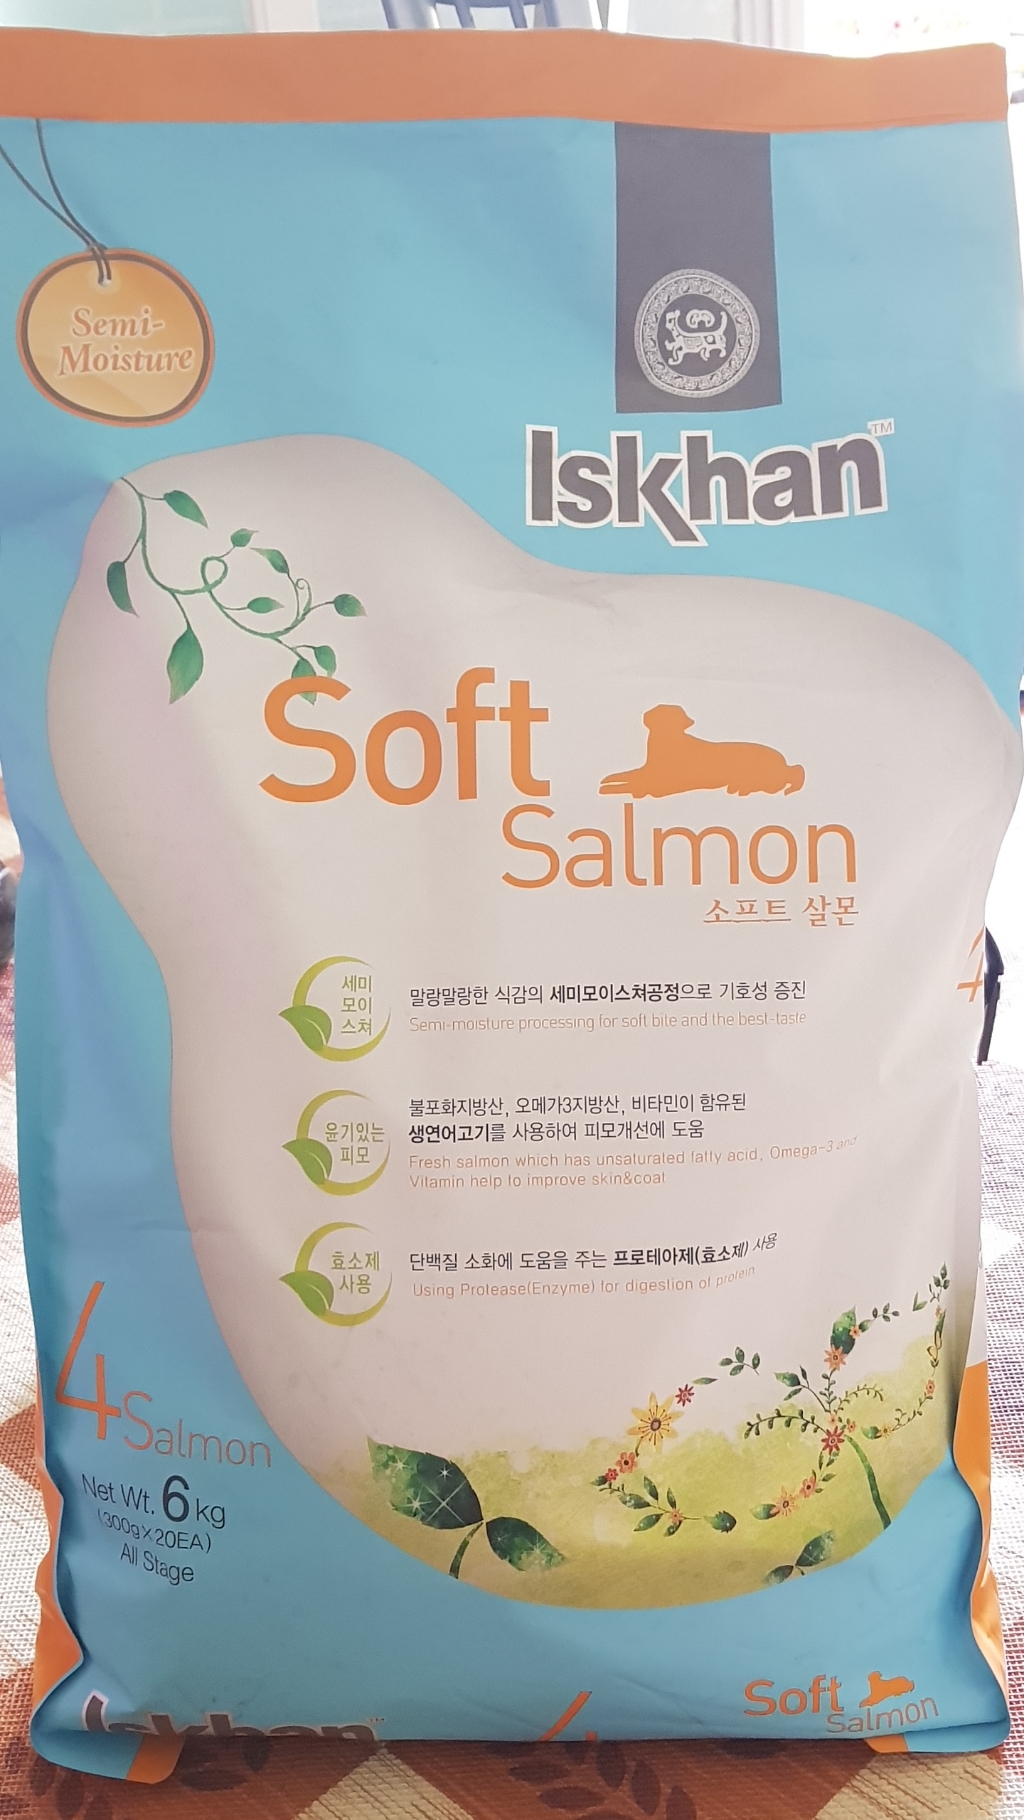 Semi-
Moisture
Iskhan™
Soft
Salmon
소프트 살몬
세미
모이
스쳐
말랑말랑한 식감의 세미모이스쳐공정으로 기호성 증진
Semi-moisture processing for soft bite and the best-taste
윤기있는
피모
불포화지방산, 오메가3지방산, 비타민이 함유된
생연어고기를 사용하여 피모개선에 도움
Fresh salmon which has unsaturated fatty acid, Omega-3 and
Vitamin help to improve skin&coat
효소제
사용
단백질 소화에 도움을 주는 프로테아제(효소제) 사용
Using Protease(Enzyme) for digestion of protein
4 Salmon
Net Wt. 6 kg
(300g×20EA)
All Stage
Iskhan™
4
Soft
Salmon